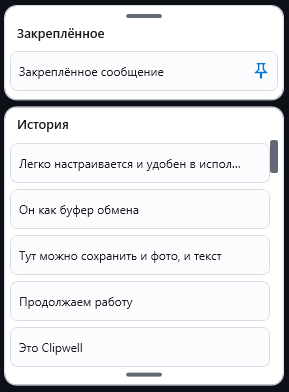 Закреплённое
Закреплённое сообщение
История
Легко настраивается и удобен в испол...
Он как буфер обмена
Тут можно сохранить и фото, и текст
Продолжаем работу
Это Clipwell